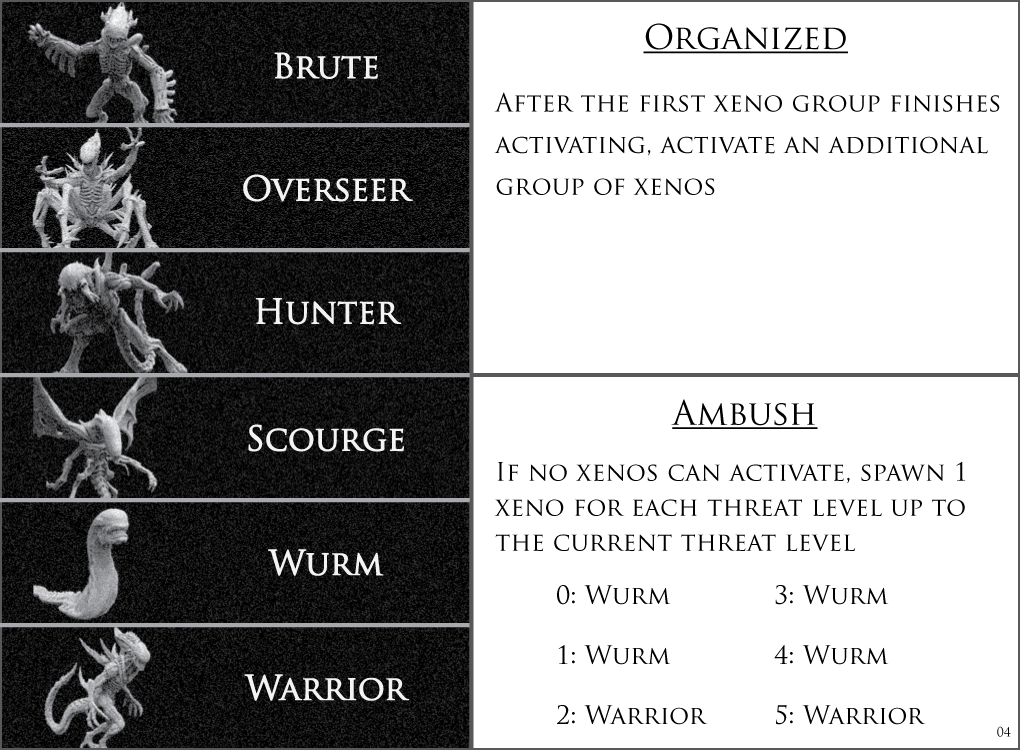 Brute
Overseer
Hunter
Scourge
Wurm
Warrior
Organized
After the first xeno group finishes
activating, activate an additional
group of xenos
Ambush
If no xenos can activate, spawn 1
xeno for each threat level up to
the current threat level
0: Wurm 3: Wurm
1: Wurm 4: Wurm
2: Warrior 5: Warrior
04